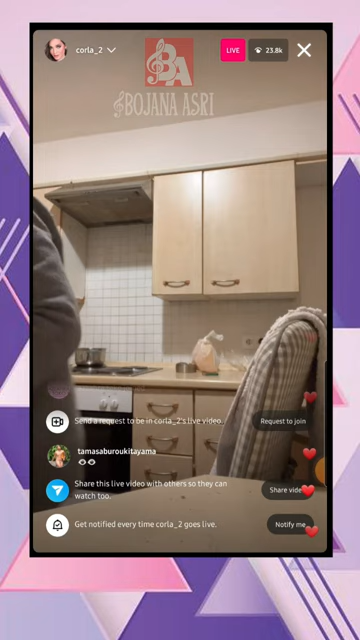 corla_2
LIVE
23.8k
BA
BOJANA ASRI
Send a request to be in corla_2's live video.
Request to join
tamasaburoukitayama
Share this live video with others so they can
watch too.
Share vide
Get notified every time corla_2 goes live.
Notify me